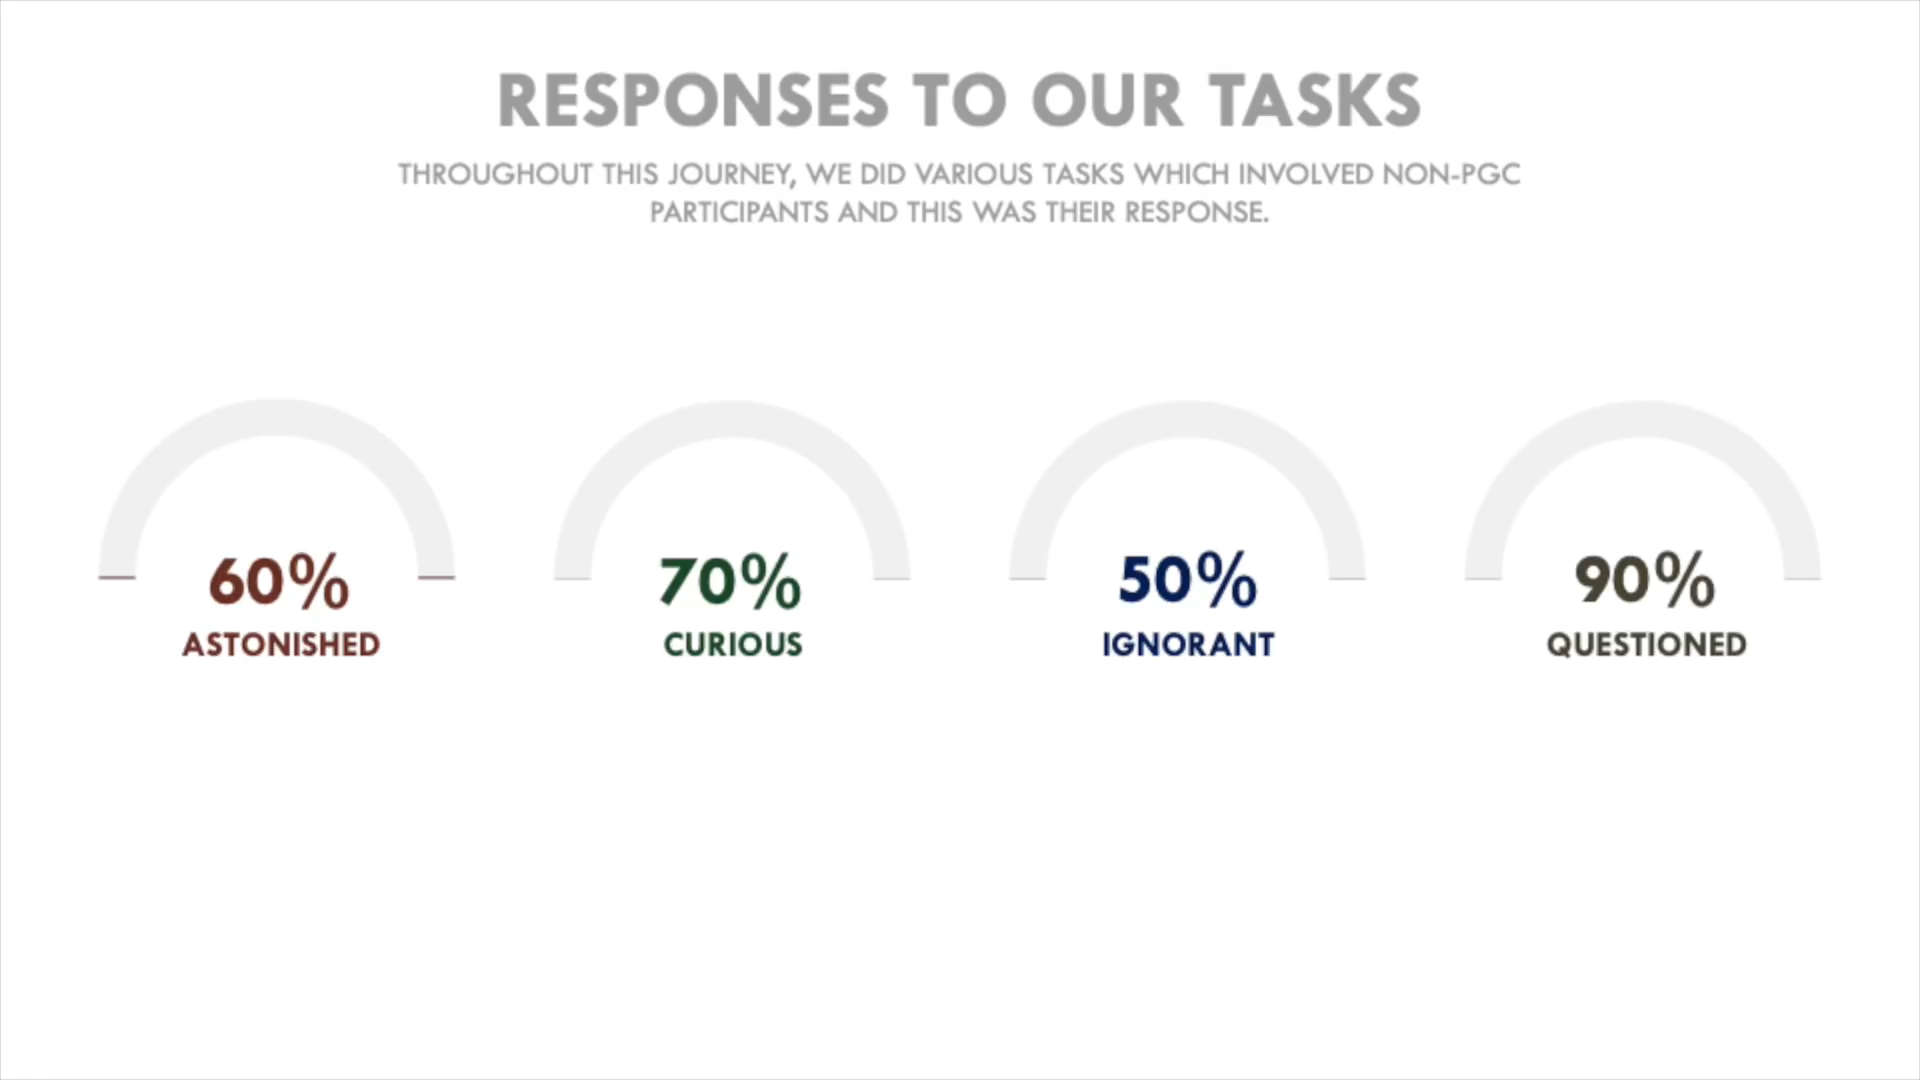 RESPONSES TO OUR TASKS
THROUGHOUT THIS JOURNEY, WE DID VARIOUS TASKS WHICH INVOLVED NON-PGC
PARTICIPANTS AND THIS WAS THEIR RESPONSE.
60%
ASTONISHED
70%
CURIOUS
50%
IGNORANT
90%
QUESTIONED